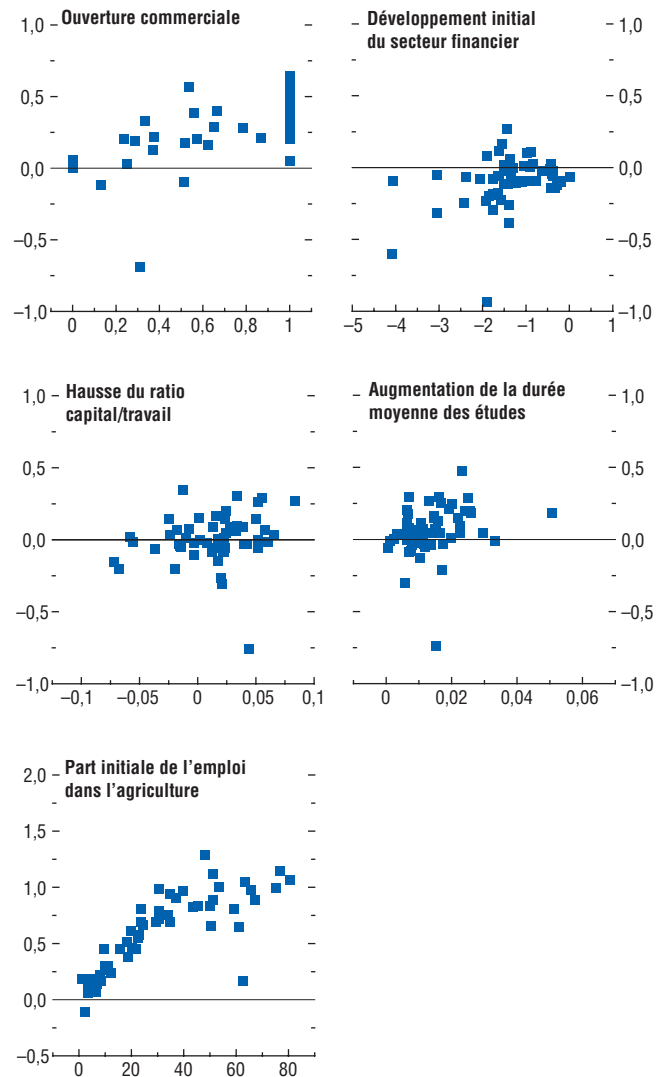 Ouverture commerciale
1,0
0,5
0,0
–0,5
–1,0
0 0,2 0,4 0,6 0,8 1
Développement initial
du secteur financier
1,0
0,5
0,0
–0,5
–1,0
–5 –4 –3 –2 –1 0 1
Hausse du ratio
capital/travail
1,0
0,5
0,0
–0,5
–1,0
–0,1 –0,05 0 0,05 0,1
Augmentation de la durée
moyenne des études
1,0
0,5
0,0
–0,5
–1,0
0 0,02 0,04 0,06
Part initiale de l’emploi
dans l’agriculture
2,0
1,5
1,0
0,5
0,0
–0,5
0 20 40 60 80